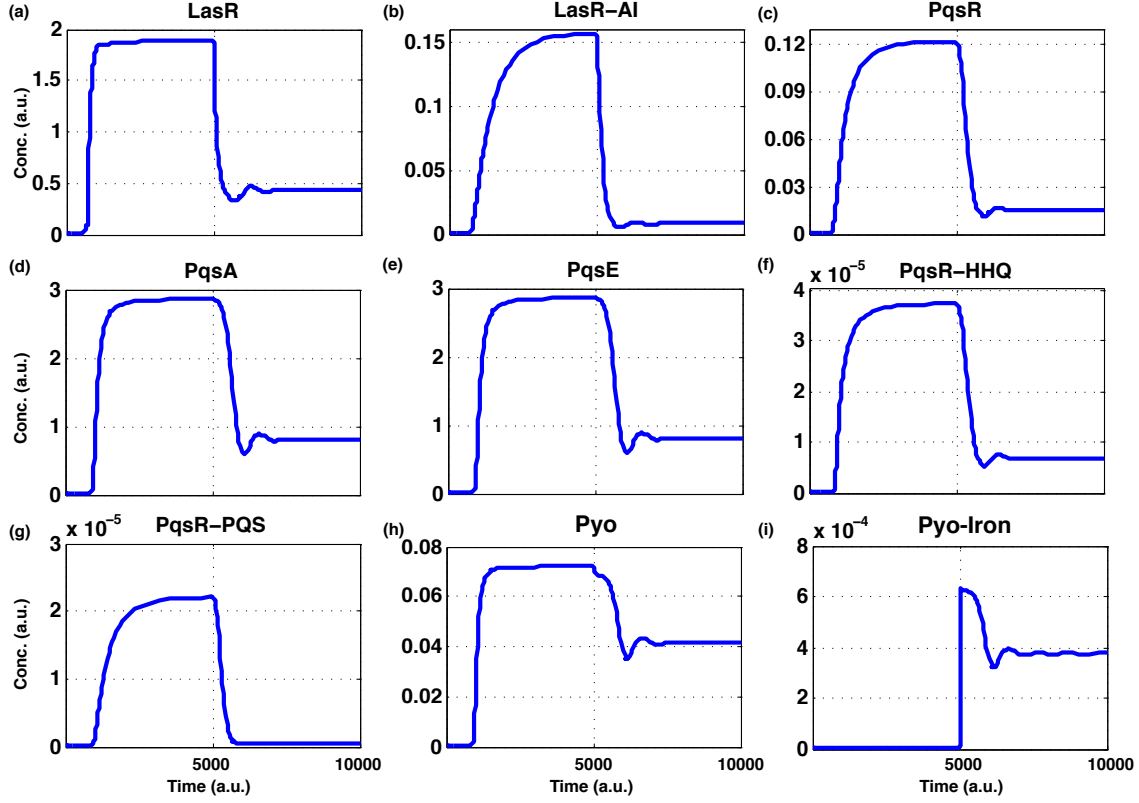 (a)
LasR
(b)
LasR–AI
(c)
PqsR
Conc. (a.u.)
2
1.5
1
0.5
0
0.15
0.1
0.05
0
0.12
0.09
0.06
0.03
0
(d)
PqsA
(e)
PqsE
(f)
x 10⁻⁵
PqsR–HHQ
Conc. (a.u.)
3
2
1
0
3
2
1
0
4
3
2
1
0
(g)
x 10⁻⁵
PqsR–PQS
(h)
Pyo
(i)
x 10⁻⁴
Pyo-Iron
Conc. (a.u.)
3
2
1
0
5000
10000
Time (a.u.)
0.08
0.06
0.04
0.02
0.00
5000
10000
Time (a.u.)
8
6
4
2
0
5000
10000
Time (a.u.)